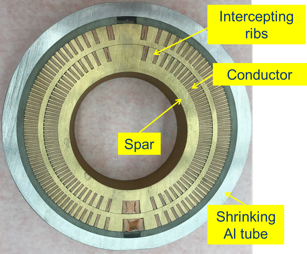 Intercepting
ribs
Conductor
Spar
Shrinking
Al tube